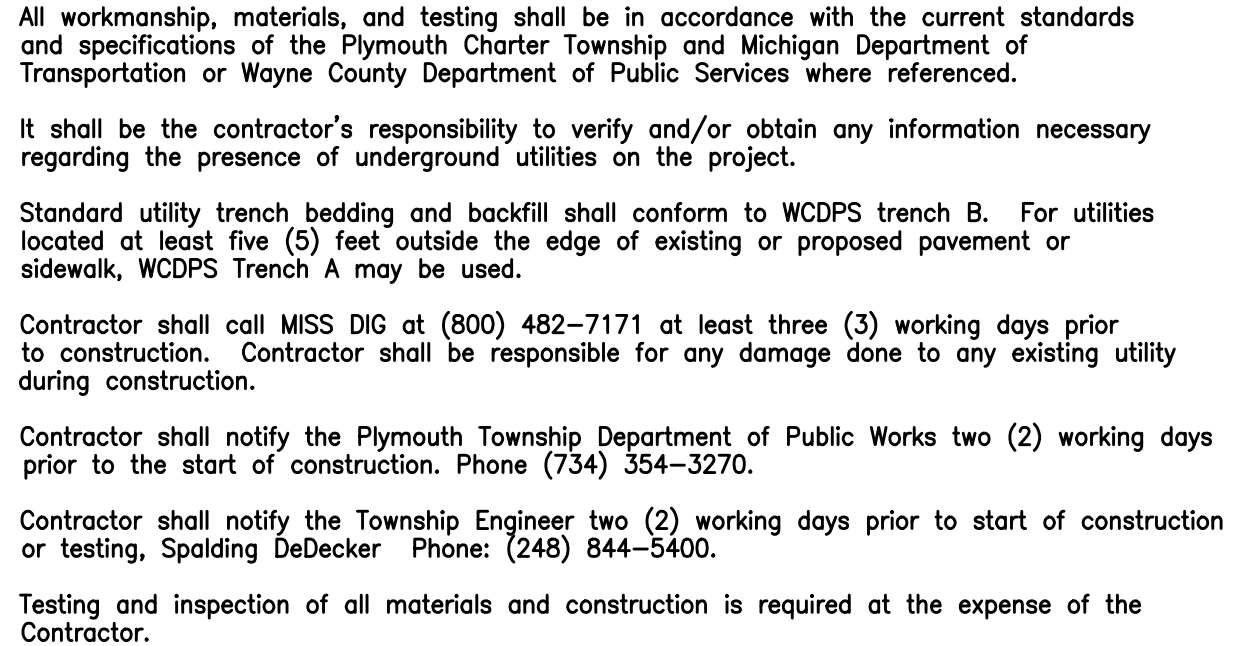 All workmanship, materials, and testing shall be in accordance with the current standards
and specifications of the Plymouth Charter Township and Michigan Department of
Transportation or Wayne County Department of Public Services where referenced.
It shall be the contractor's responsibility to verify and/or obtain any information necessary
regarding the presence of underground utilities on the project.
Standard utility trench bedding and backfill shall conform to WCDPS trench B.  For utilities
located at least five (5) feet outside the edge of existing or proposed pavement or
sidewalk, WCDPS Trench A may be used.
Contractor shall call MISS DIG at (800) 482-7171 at least three (3) working days prior
to construction.  Contractor shall be responsible for any damage done to any existing utility
during construction.
Contractor shall notify the Plymouth Township Department of Public Works two (2) working days
prior to the start of construction. Phone (734) 354-3270.
Contractor shall notify the Township Engineer two (2) working days prior to start of construction
or testing, Spalding DeDecker  Phone: (248) 844-5400.
Testing and inspection of all materials and construction is required at the expense of the
Contractor.